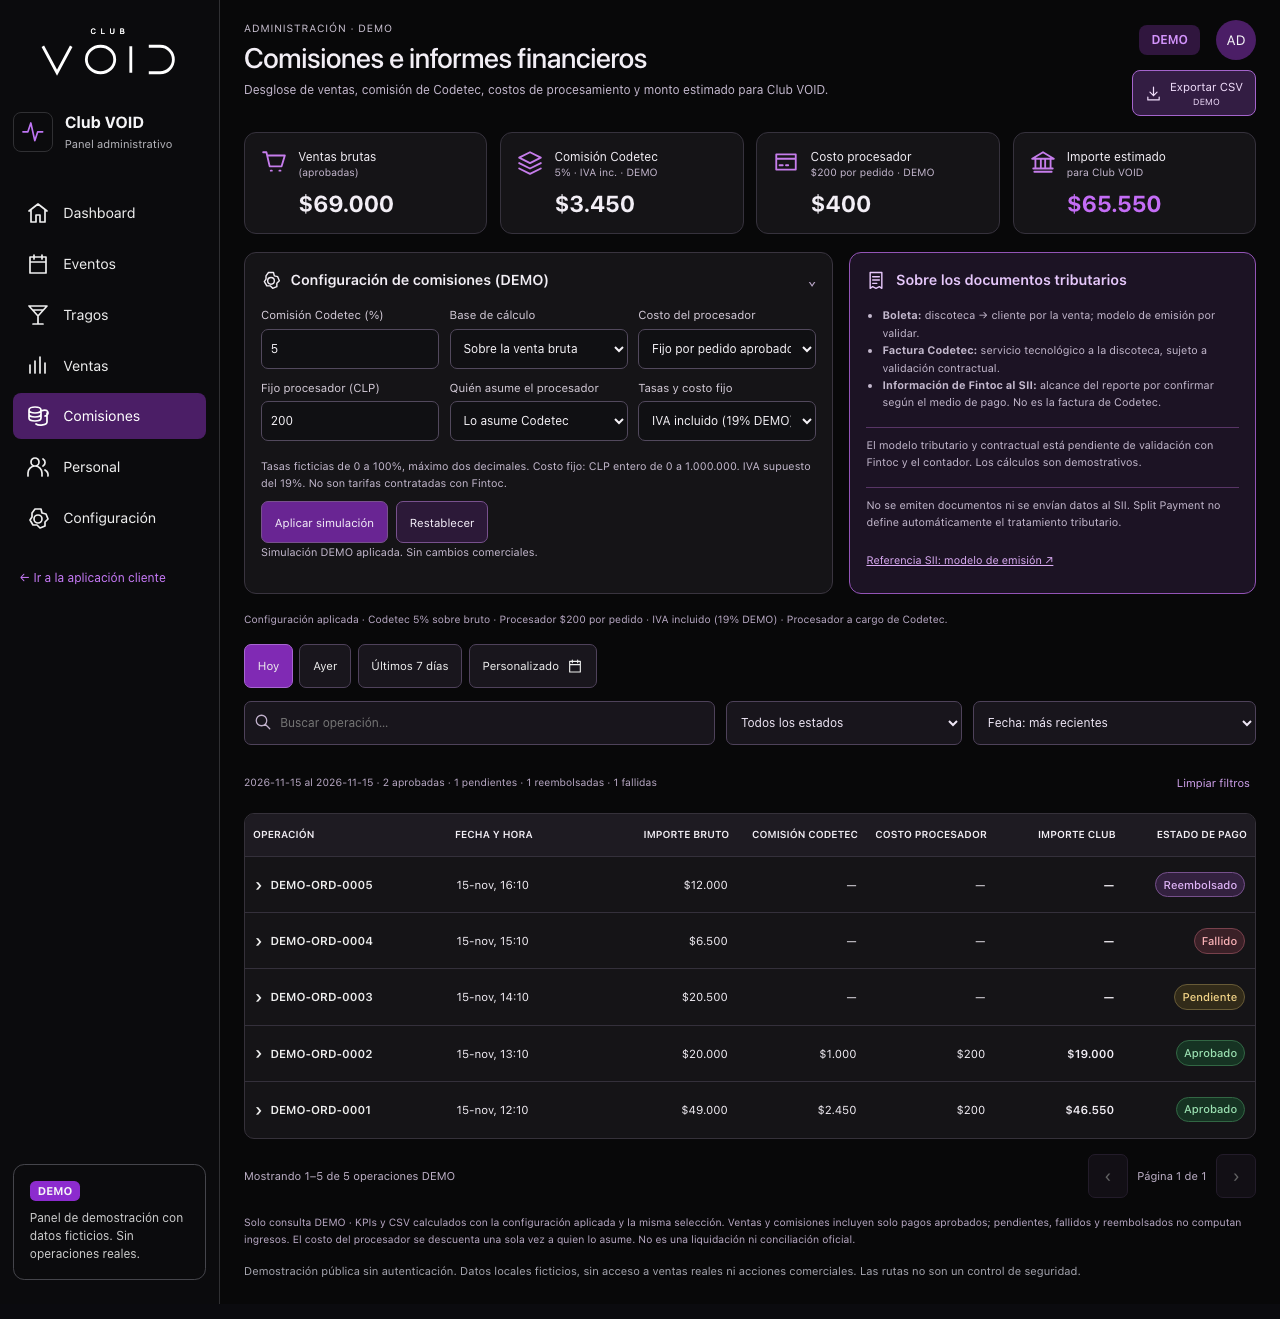 CLUB
VOID
Club VOID
Panel administrativo
Dashboard
Eventos
Tragos
Ventas
Comisiones
Personal
Configuración
← Ir a la aplicación cliente
DEMO
Panel de demostración con
datos ficticios. Sin
operaciones reales.
ADMINISTRACIÓN · DEMO
Comisiones e informes financieros
Desglose de ventas, comisión de Codetec, costos de procesamiento y monto estimado para Club VOID.
DEMO
AD
Exportar CSV
DEMO
Ventas brutas
(aprobadas)
$69.000
Comisión Codetec
5% · IVA inc. · DEMO
$3.450
Costo procesador
$200 por pedido · DEMO
$400
Importe estimado
para Club VOID
$65.550
Configuración de comisiones (DEMO)
Comisión Codetec (%)
5
Base de cálculo
Sobre la venta bruta
Costo del procesador
Fijo por pedido aprobado
Fijo procesador (CLP)
200
Quién asume el procesador
Lo asume Codetec
Tasas y costo fijo
IVA incluido (19% DEMO)
Tasas ficticias de 0 a 100%, máximo dos decimales. Costo fijo: CLP entero de 0 a 1.000.000. IVA supuesto
del 19%. No son tarifas contratadas con Fintoc.
Aplicar simulación
Restablecer
Simulación DEMO aplicada. Sin cambios comerciales.
Sobre los documentos tributarios
• Boleta: discoteca → cliente por la venta; modelo de emisión por
validar.
• Factura Codetec: servicio tecnológico a la discoteca, sujeto a
validación contractual.
• Información de Fintoc al SII: alcance del reporte por confirmar
según el medio de pago. No es la factura de Codetec.
El modelo tributario y contractual está pendiente de validación con
Fintoc y el contador. Los cálculos son demostrativos.
No se emiten documentos ni se envían datos al SII. Split Payment no
define automáticamente el tratamiento tributario.
Referencia SII: modelo de emisión ↗
Configuración aplicada · Codetec 5% sobre bruto · Procesador $200 por pedido · IVA incluido (19% DEMO) · Procesador a cargo de Codetec.
Hoy
Ayer
Últimos 7 días
Personalizado
Buscar operación...
Todos los estados
Fecha: más recientes
2026-11-15 al 2026-11-15 · 2 aprobadas · 1 pendientes · 1 reembolsadas · 1 fallidas
Limpiar filtros
OPERACIÓN FECHA Y HORA IMPORTE BRUTO COMISIÓN CODETEC COSTO PROCESADOR IMPORTE CLUB ESTADO DE PAGO
› DEMO-ORD-0005 15-nov, 16:10 $12.000 — — — Reembolsado
› DEMO-ORD-0004 15-nov, 15:10 $6.500 — — — Fallido
› DEMO-ORD-0003 15-nov, 14:10 $20.500 — — — Pendiente
› DEMO-ORD-0002 15-nov, 13:10 $20.000 $1.000 $200 $19.000 Aprobado
› DEMO-ORD-0001 15-nov, 12:10 $49.000 $2.450 $200 $46.550 Aprobado
Mostrando 1–5 de 5 operaciones DEMO
‹ Página 1 de 1 ›
Solo consulta DEMO · KPIs y CSV calculados con la configuración aplicada y la misma selección. Ventas y comisiones incluyen solo pagos aprobados; pendientes, fallidos y reembolsados no computan
ingresos. El costo del procesador se descuenta una sola vez a quien lo asume. No es una liquidación ni conciliación oficial.
Demostración pública sin autenticación. Datos locales ficticios, sin acceso a ventas reales ni acciones comerciales. Las rutas no son un control de seguridad.